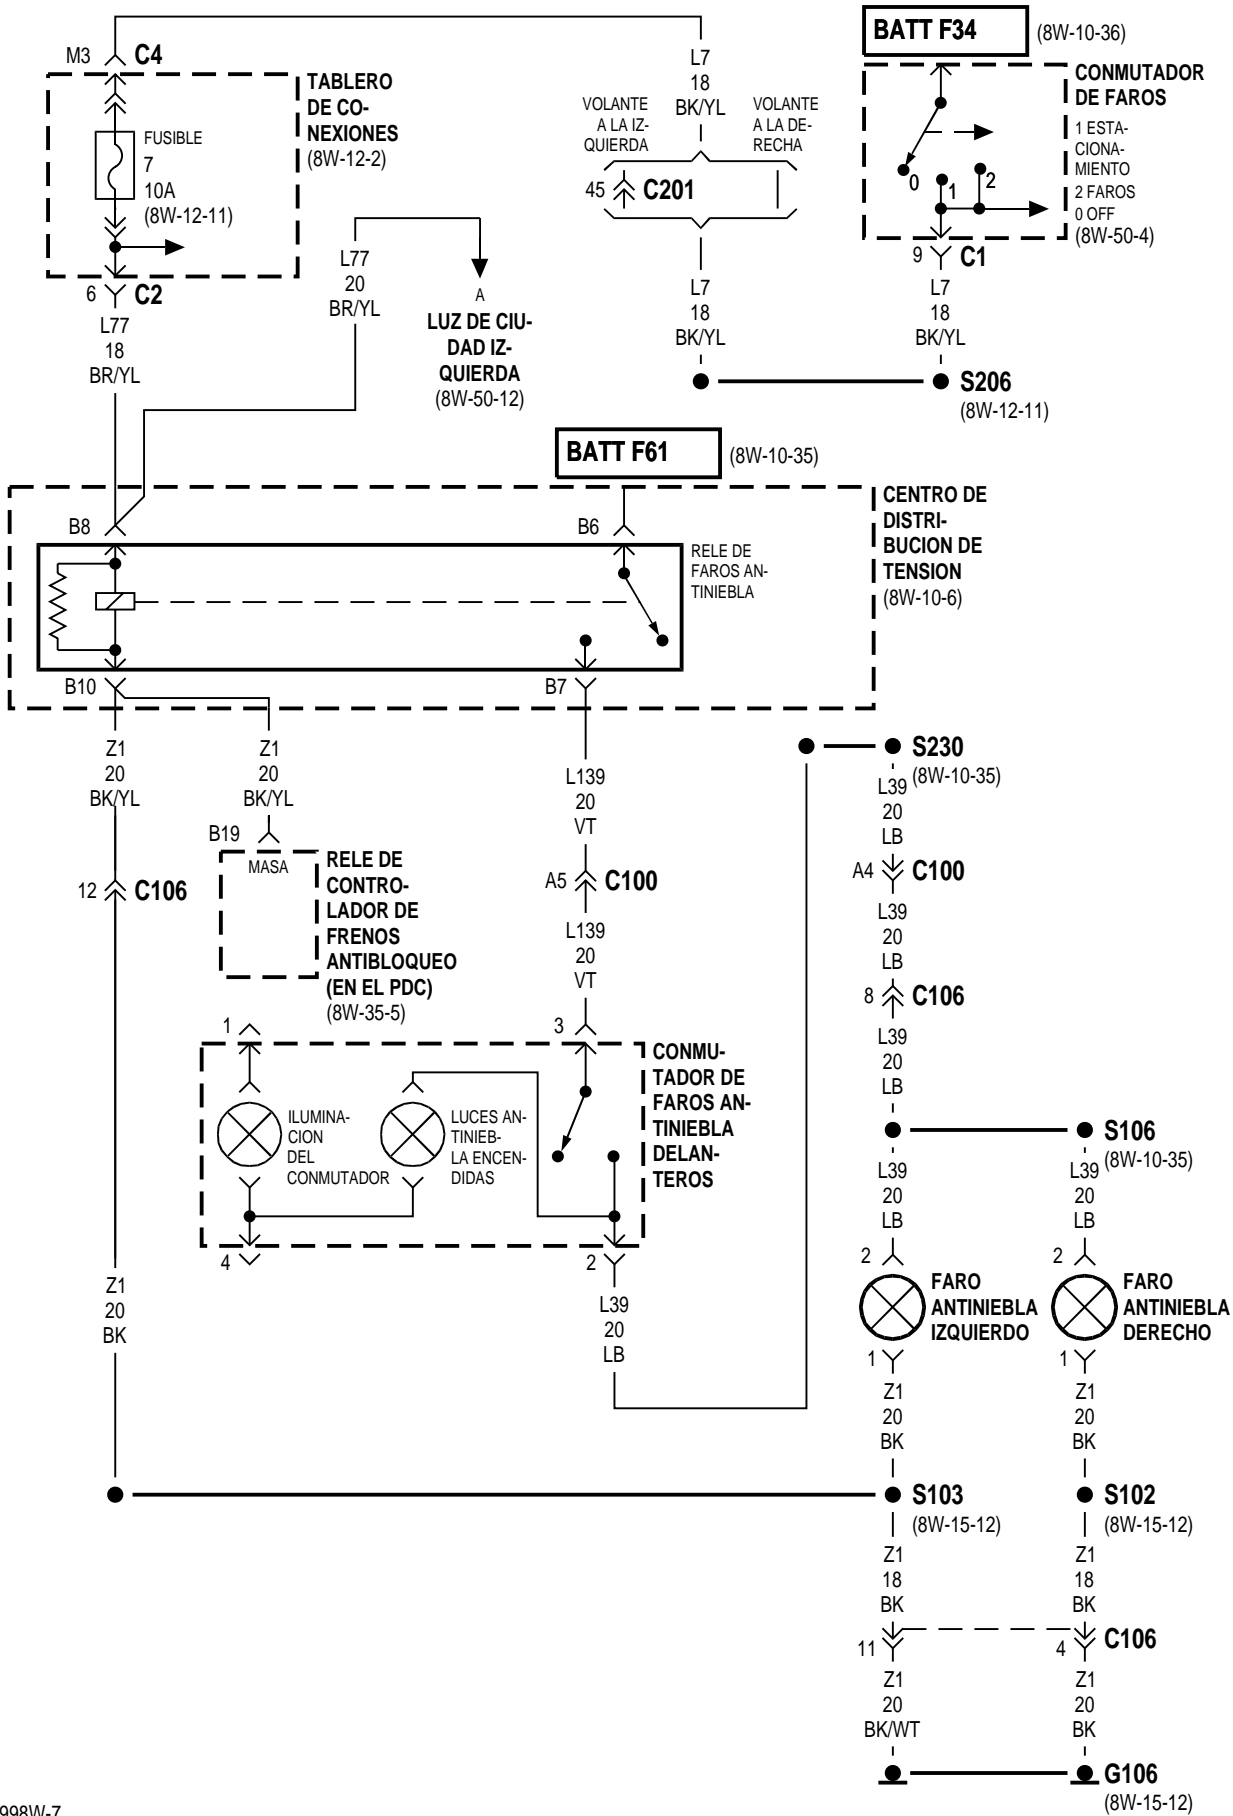 BATT F34
(8W-10-36)
M3
C4
TABLERO
DE CO-
NEXIONES
(8W-12-2)
FUSIBLE
7
10A
(8W-12-11)
6
C2
L77
18
BR/YL
L77
20
BR/YL
A
LUZ DE CIU-
DAD IZ-
QUIERDA
(8W-50-12)
L7
18
BK/YL
VOLANTE
A LA IZ-
QUIERDA
VOLANTE
A LA DE-
RECHA
45
C201
L7
18
BK/YL
CONMUTADOR
DE FAROS
1 ESTA-
CIONA-
MIENTO
2 FAROS
0 OFF
(8W-50-4)
0
1
2
9
C1
L7
18
BK/YL
S206
(8W-12-11)
BATT F61
(8W-10-35)
CENTRO DE
DISTRI-
BUCION DE
TENSION
(8W-10-6)
B8
B6
RELE DE
FAROS AN-
TINIEBLA
B10
B7
Z1
20
BK/YL
Z1
20
BK/YL
B19
MASA
RELE DE
CONTRO-
LADOR DE
FRENOS
ANTIBLOQUEO
(EN EL PDC)
(8W-35-5)
12
C106
L139
20
VT
A5
C100
L139
20
VT
S230
(8W-10-35)
L39
20
LB
A4
C100
L39
20
LB
8
C106
L39
20
LB
1
3
CONMU-
TADOR DE
FAROS AN-
TINIEBLA
DELAN-
TEROS
ILUMINA-
CION
DEL
CONMUTADOR
LUCES AN-
TINIEB-
LA ENCEN-
DIDAS
4
2
Z1
20
BK
L39
20
LB
S106
(8W-10-35)
L39
20
LB
L39
20
LB
2
FARO
ANTINIEBLA
IZQUIERDO
1
2
FARO
ANTINIEBLA
DERECHO
1
Z1
20
BK
Z1
20
BK
S103
(8W-15-12)
S102
(8W-15-12)
Z1
18
BK
Z1
18
BK
11
4
C106
Z1
20
BK/WT
Z1
20
BK
G106
(8W-15-12)
998W-7